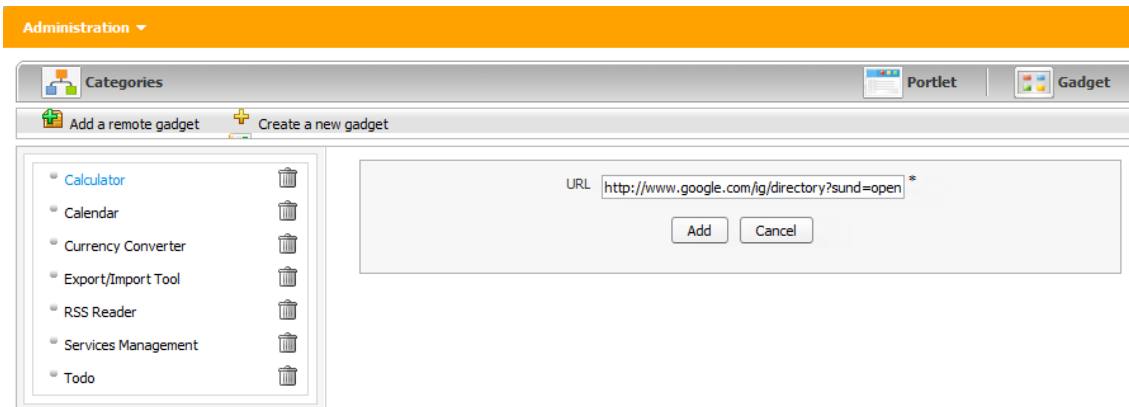 Administration
Categories Portlet Gadget
Add a remote gadget Create a new gadget
Calculator
Calendar
Currency Converter
Export/Import Tool
RSS Reader
Services Management
Todo
URL http://www.google.com/ig/directory?sund=open *
Add Cancel